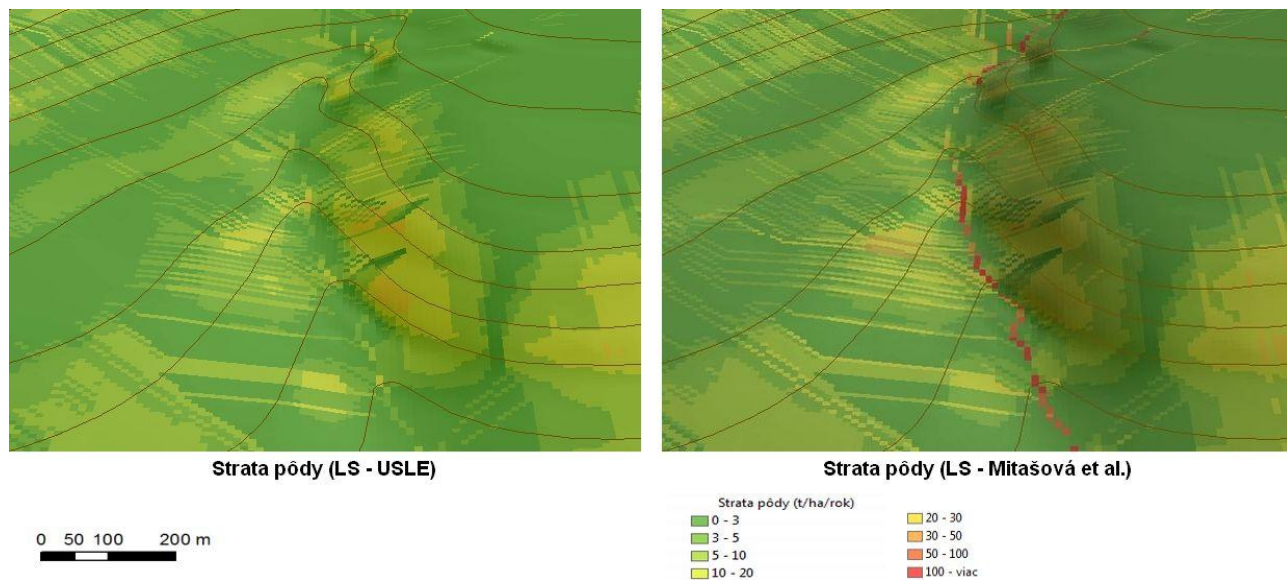 Strata pôdy (LS - USLE)
Strata pôdy (LS - Mitašová et al.)
0 50 100 200 m
Strata pôdy (t/ha/rok)
0 - 3
3 - 5
5 - 10
10 - 20
20 - 30
30 - 50
50 - 100
100 - viac